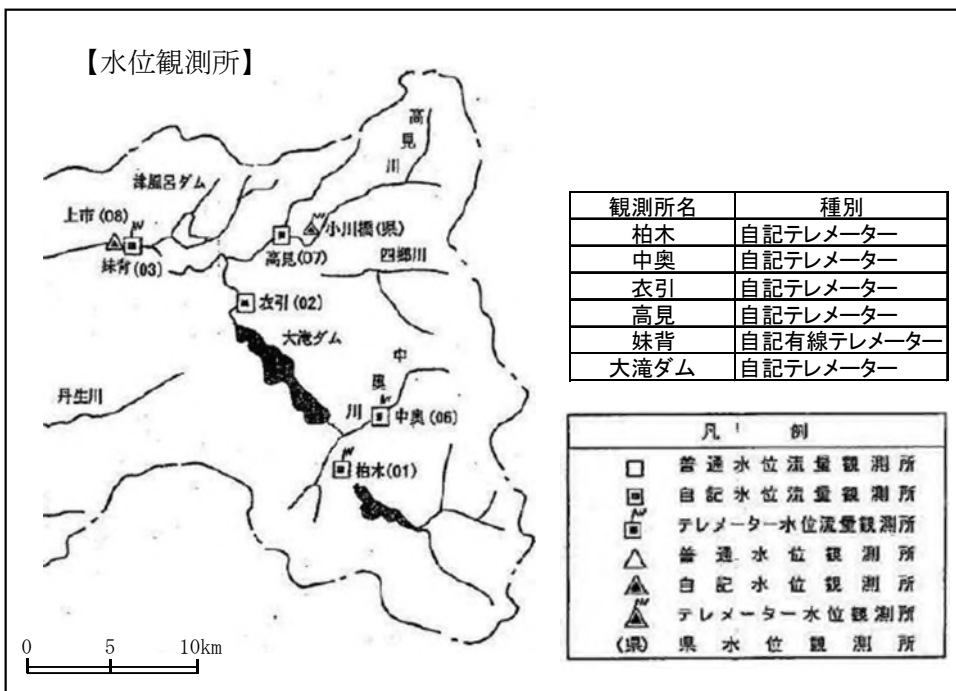 【水位観測所】
高
見
川
津風呂ダム
上市(08)
小川橋(県)
妹背(03)
高見(07)
四郷川
衣引(02)
大滝ダム
中
奥
川
丹生川
中奥(06)
柏木(01)
0 5 10km
観測所名 種別
柏木 自記テレメーター
中奥 自記テレメーター
衣引 自記テレメーター
高見 自記テレメーター
妹背 自記有線テレメーター
大滝ダム 自記テレメーター
凡 例
普通水位流量観測所
自記水位流量観測所
テレメーター水位流量観測所
普通水位観測所
自記水位観測所
テレメーター水位観測所
(県) 県水位観測所